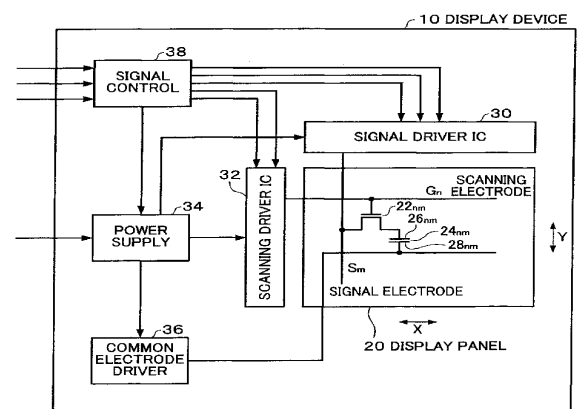 10 DISPLAY DEVICE
38
SIGNAL
CONTROL
30
SIGNAL DRIVER IC
32
SCANNING DRIVER IC
SCANNING
ELECTRODE
Gn
22nm
26nm
24nm
28nm
Sm
SIGNAL ELECTRODE
Y
34
POWER
SUPPLY
36
COMMON
ELECTRODE
DRIVER
X
20 DISPLAY PANEL